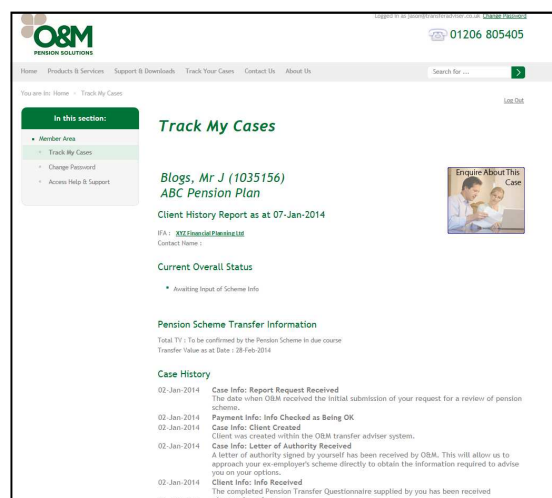 Logged in as jason@transferadviser.co.uk Change Password
O&M
PENSION SOLUTIONS
01206 805405
Home Products & Services Support & Downloads Track Your Cases Contact Us About Us
Search for ...
You are in: Home Track My Cases
Log Out
In this section:
Member Area
Track My Cases
Change Password
Access Help & Support
Track My Cases
Blogs, Mr J (1035156)
ABC Pension Plan
Enquire About This
Case
Client History Report as at 07-Jan-2014
IFA : XYZ Financial Planning Ltd
Contact Name :
Current Overall Status
Awaiting Input of Scheme Info
Pension Scheme Transfer Information
Total TV : To be confirmed by the Pension Scheme in due course
Transfer Value as at Date : 28-Feb-2014
Case History
02-Jan-2014 Case Info: Report Request Received
The date when O&M received the initial submission of your request for a review of pension
scheme.
02-Jan-2014 Payment Info: Info Checked as Being OK
02-Jan-2014 Case Info: Client Created
Client was created within the O&M transfer adviser system.
02-Jan-2014 Case Info: Letter of Authority Received
A letter of authority signed by yourself has been received by O&M. This will allow us to
approach your ex-employer's scheme directly to obtain the information required to advise
you on your options.
02-Jan-2014 Client Info: Info Received
The completed Pension Transfer Questionnaire supplied by you has been received